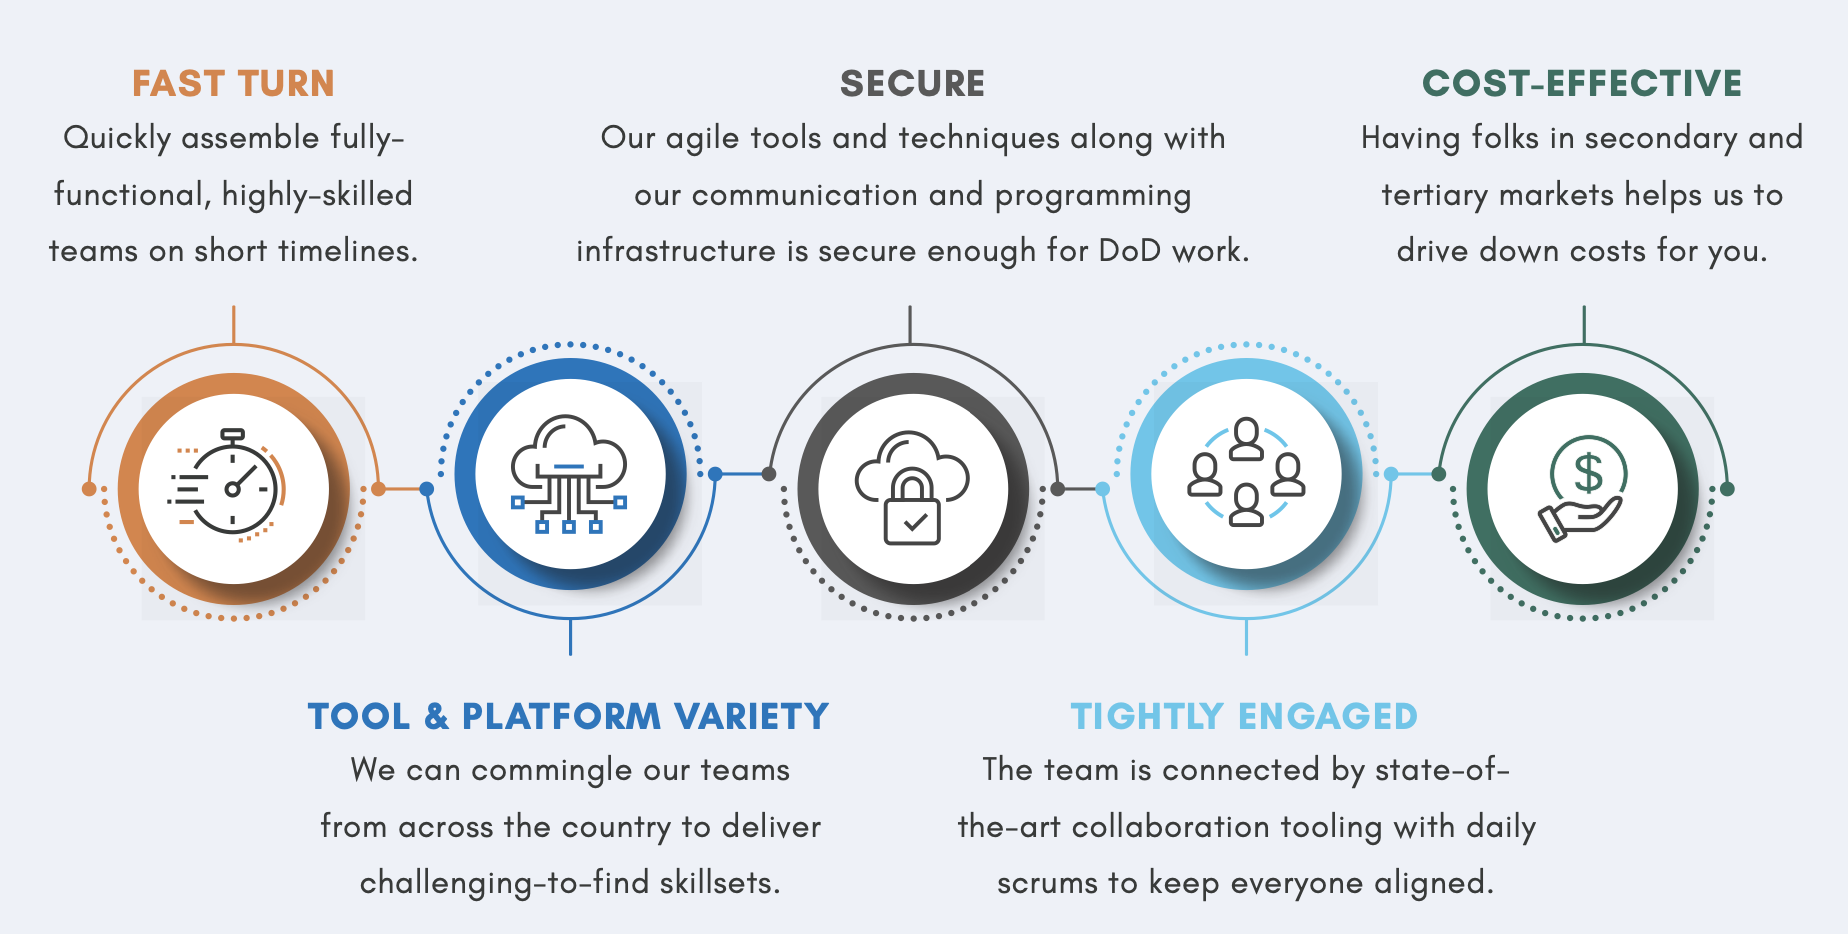 FAST TURN
Quickly assemble fully-
functional, highly-skilled
teams on short timelines.
SECURE
Our agile tools and techniques along with
our communication and programming
infrastructure is secure enough for DoD work.
COST-EFFECTIVE
Having folks in secondary and
tertiary markets helps us to
drive down costs for you.
$
TOOL & PLATFORM VARIETY
We can commingle our teams
from across the country to deliver
challenging-to-find skillsets.
TIGHTLY ENGAGED
The team is connected by state-of-
the-art collaboration tooling with daily
scrums to keep everyone aligned.